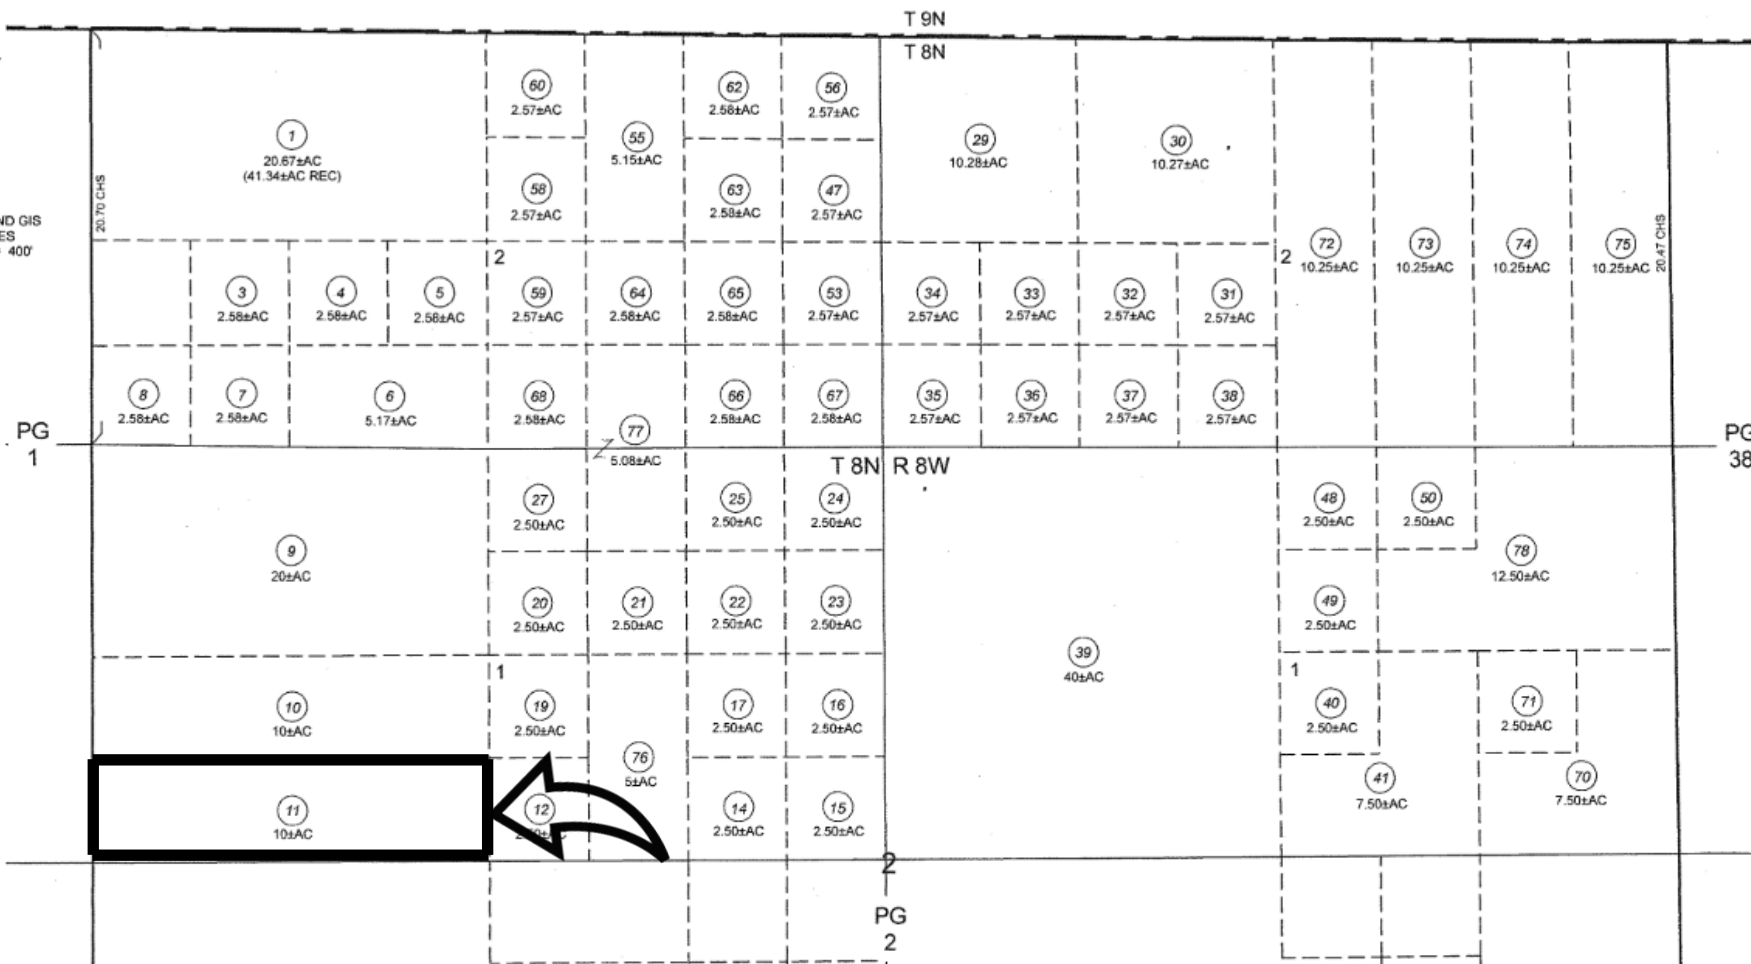 T 9N
T 8N
60
2.57±AC
62
2.58±AC
56
2.57±AC
1
20.67±AC
(41.34±AC REC)
55
5.15±AC
29
10.28±AC
30
10.27±AC
20.70 CHS
58
2.57±AC
63
2.58±AC
47
2.57±AC
ND GIS
ES
400'
2
2
72
10.25±AC
73
10.25±AC
74
10.25±AC
75
10.25±AC
20.47 CHS
3
2.58±AC
4
2.58±AC
5
2.58±AC
59
2.57±AC
64
2.58±AC
65
2.58±AC
53
2.57±AC
34
2.57±AC
33
2.57±AC
32
2.57±AC
31
2.57±AC
8
2.58±AC
7
2.58±AC
6
5.17±AC
68
2.58±AC
66
2.58±AC
67
2.58±AC
35
2.57±AC
36
2.57±AC
37
2.57±AC
38
2.57±AC
PG
1
77
5.08±AC
T 8N R 8W
PG
38
27
2.50±AC
25
2.50±AC
24
2.50±AC
48
2.50±AC
50
2.50±AC
9
20±AC
78
12.50±AC
20
2.50±AC
21
2.50±AC
22
2.50±AC
23
2.50±AC
49
2.50±AC
39
40±AC
1
1
10
10±AC
19
2.50±AC
17
2.50±AC
16
2.50±AC
40
2.50±AC
71
2.50±AC
76
5±AC
41
7.50±AC
70
7.50±AC
11
10±AC
12
14
2.50±AC
15
2.50±AC
2
PG
2